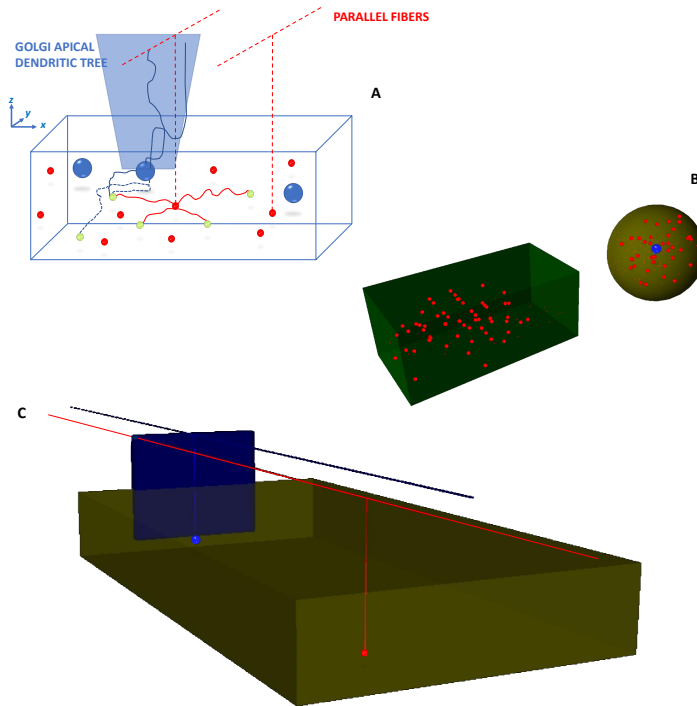 PARALLEL FIBERS
GOLGI APICAL
DENDRITIC TREE
A
z
y
x
B
C